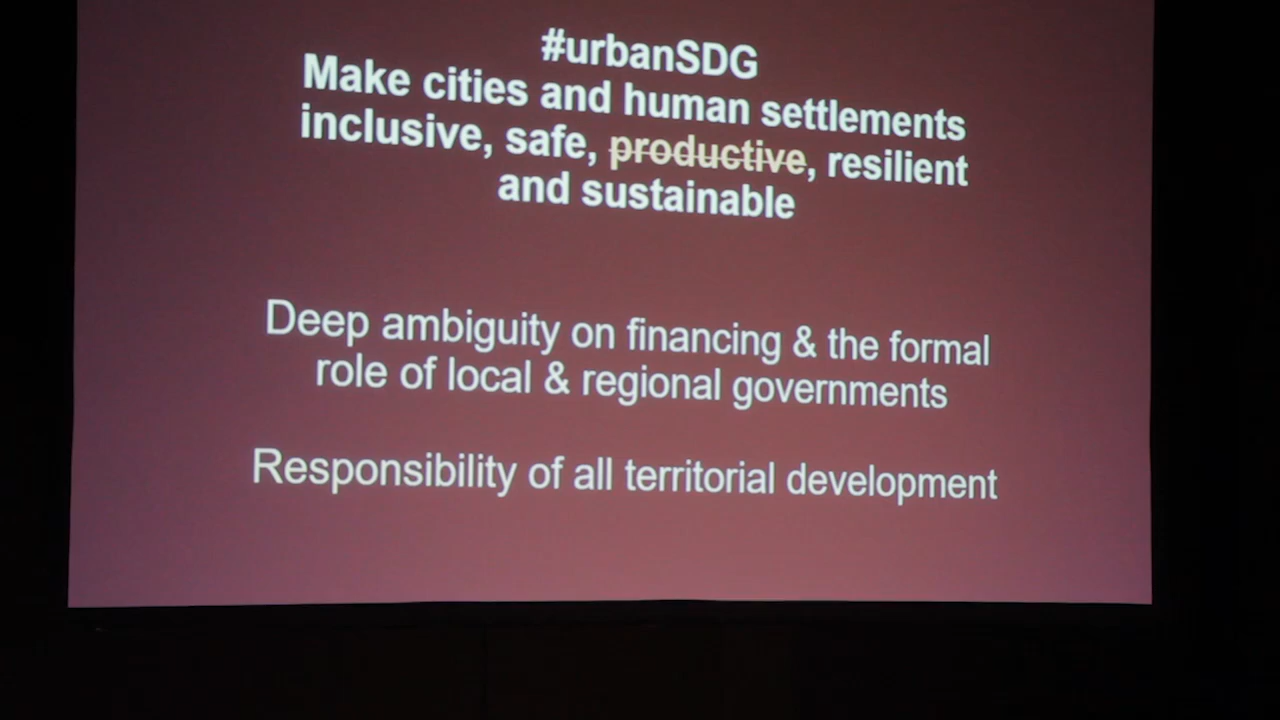 #urbanSDG
Make cities and human settlements
inclusive, safe, productive, resilient
and sustainable
Deep ambiguity on financing & the formal
role of local & regional governments
Responsibility of all territorial development